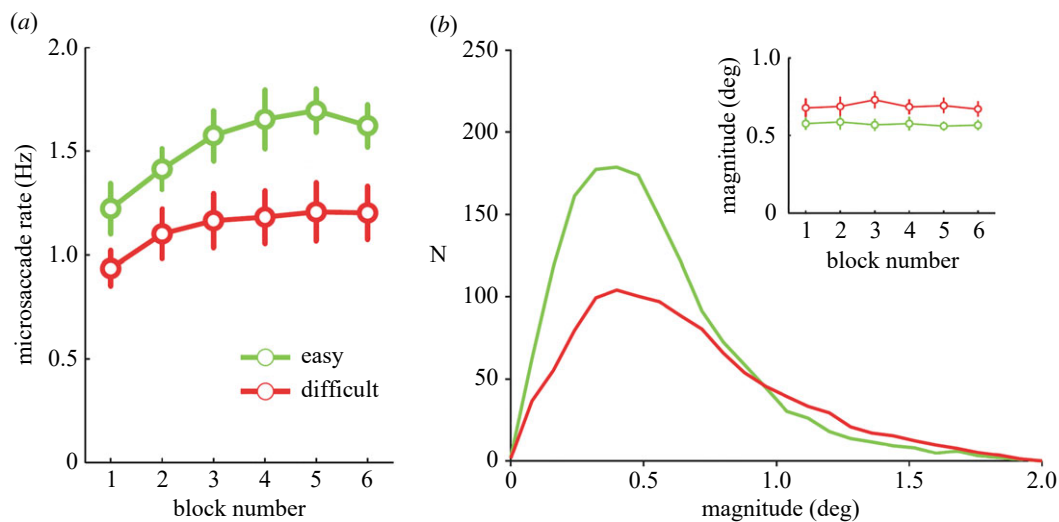 (a)
2.0
1.5
1.0
0.5
0
microsaccade rate (Hz)
1 2 3 4 5 6
block number
easy
difficult
(b)
250
200
150
100
50
0
N
0 0.5 1.0 1.5 2.0
magnitude (deg)
1.0
0.5
0
magnitude (deg)
1 2 3 4 5 6
block number